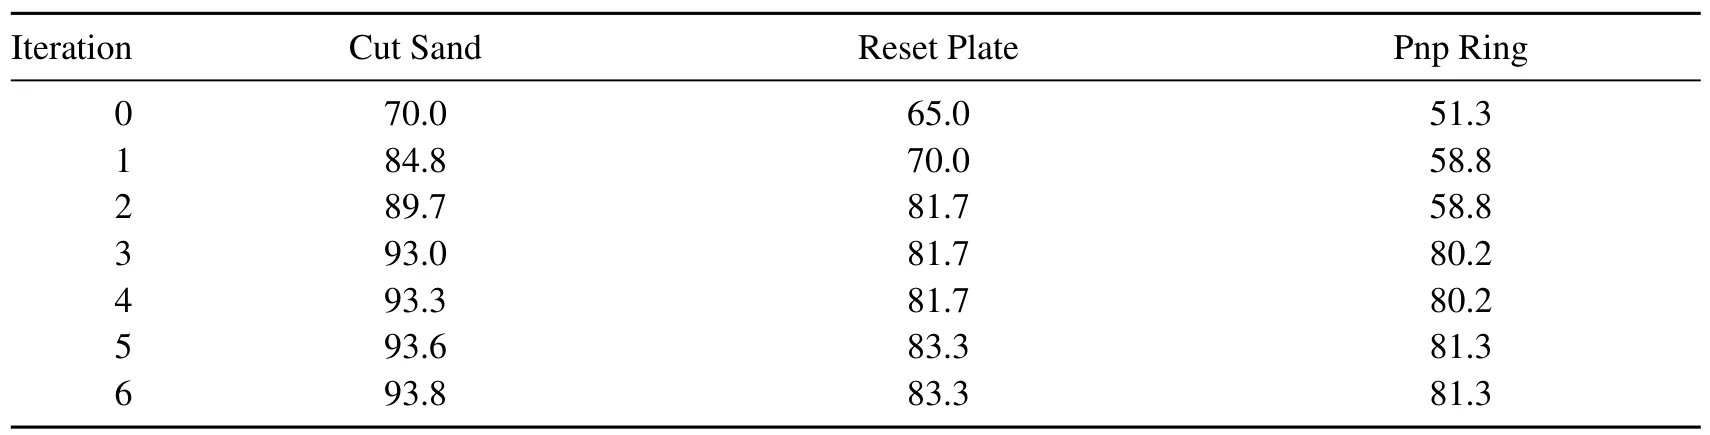 Iteration Cut Sand Reset Plate Pnp Ring
0 70.0 65.0 51.3
1 84.8 70.0 58.8
2 89.7 81.7 58.8
3 93.0 81.7 80.2
4 93.3 81.7 80.2
5 93.6 83.3 81.3
6 93.8 83.3 81.3